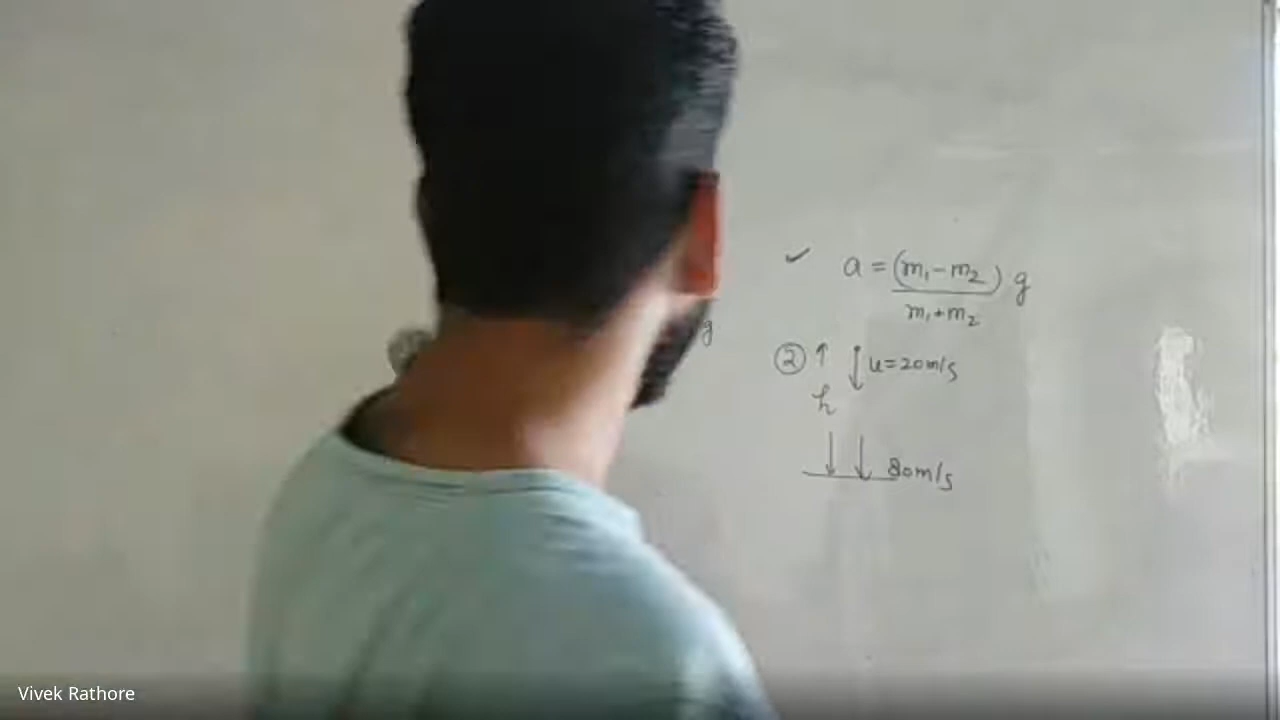 ✓ a = (m₁-m₂) g
m₁+m₂
g
② ↑ ↓ u=20m/s
h
↓ ↓ 80m/s
Vivek Rathore